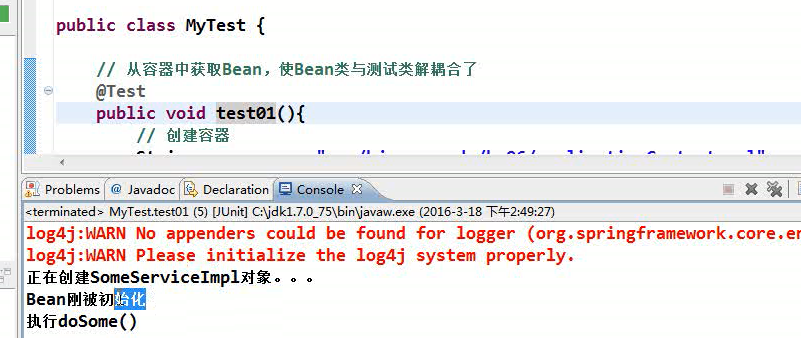 public class MyTest {
// 从容器中获取Bean，使Bean类与测试类解耦合了
@Test
public void test01(){
// 创建容器
Problems @ Javadoc Declaration Console
<terminated> MyTest.test01 (5) [JUnit] C:\jdk1.7.0_75\bin\javaw.exe (2016-3-18 下午2:49:27)
log4j:WARN No appenders could be found for logger (org.springframework.core.en
log4j:WARN Please initialize the log4j system properly.
正在创建SomeServiceImpl对象。。。
Bean刚被初始化
执行doSome()